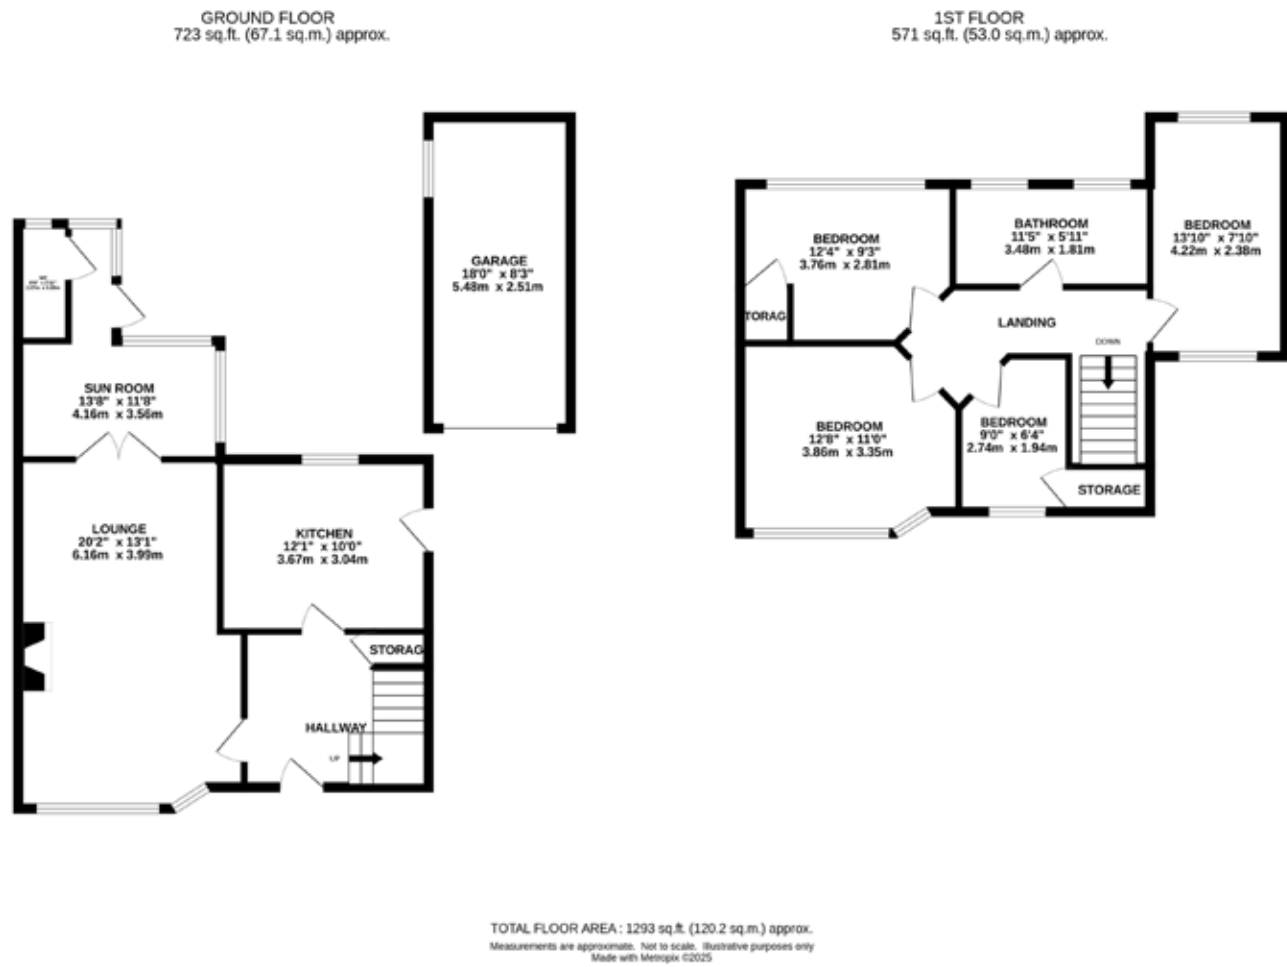 GROUND FLOOR
723 sq.ft. (67.1 sq.m.) approx.
1ST FLOOR
571 sq.ft. (53.0 sq.m.) approx.
GARAGE
18'0" x 8'3"
5.48m x 2.51m
SUN ROOM
13'8" x 11'8"
4.16m x 3.56m
LOUNGE
20'2" x 13'1"
6.16m x 3.99m
KITCHEN
12'1" x 10'0"
3.67m x 3.04m
STORAG
HALLWAY
UP
BEDROOM
12'4" x 9'3"
3.76m x 2.81m
BATHROOM
11'5" x 5'11"
3.48m x 1.81m
BEDROOM
13'10" x 7'10"
4.22m x 2.38m
TORAG
LANDING
DOWN
BEDROOM
12'8" x 11'0"
3.86m x 3.35m
BEDROOM
9'0" x 6'4"
2.74m x 1.94m
STORAGE
TOTAL FLOOR AREA : 1293 sq.ft. (120.2 sq.m.) approx.
Measurements are approximate. Not to scale. Illustrative purposes only
Made with Metropix ©2025